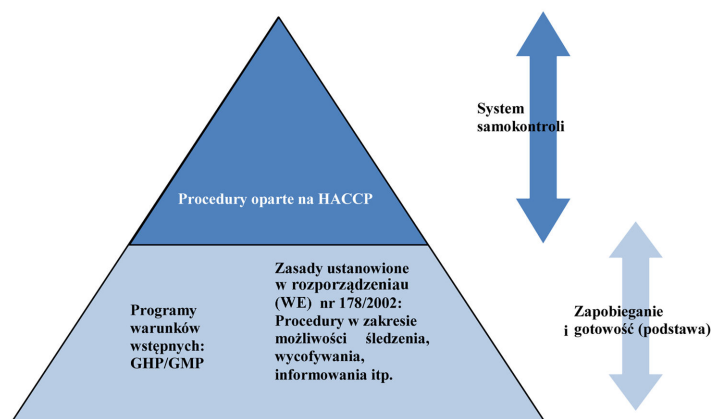 System
samokontroli
Procedury oparte na HACCP
Programy
warunków
wstępnych:
GHP/GMP
Zasady ustanowione
w rozporządzeniau
(WE) nr 178/2002:
Procedury w zakresie
możliwości śledzenia,
wycofywania,
informowania itp.
Zapobieganie
i gotowość (podstawa)